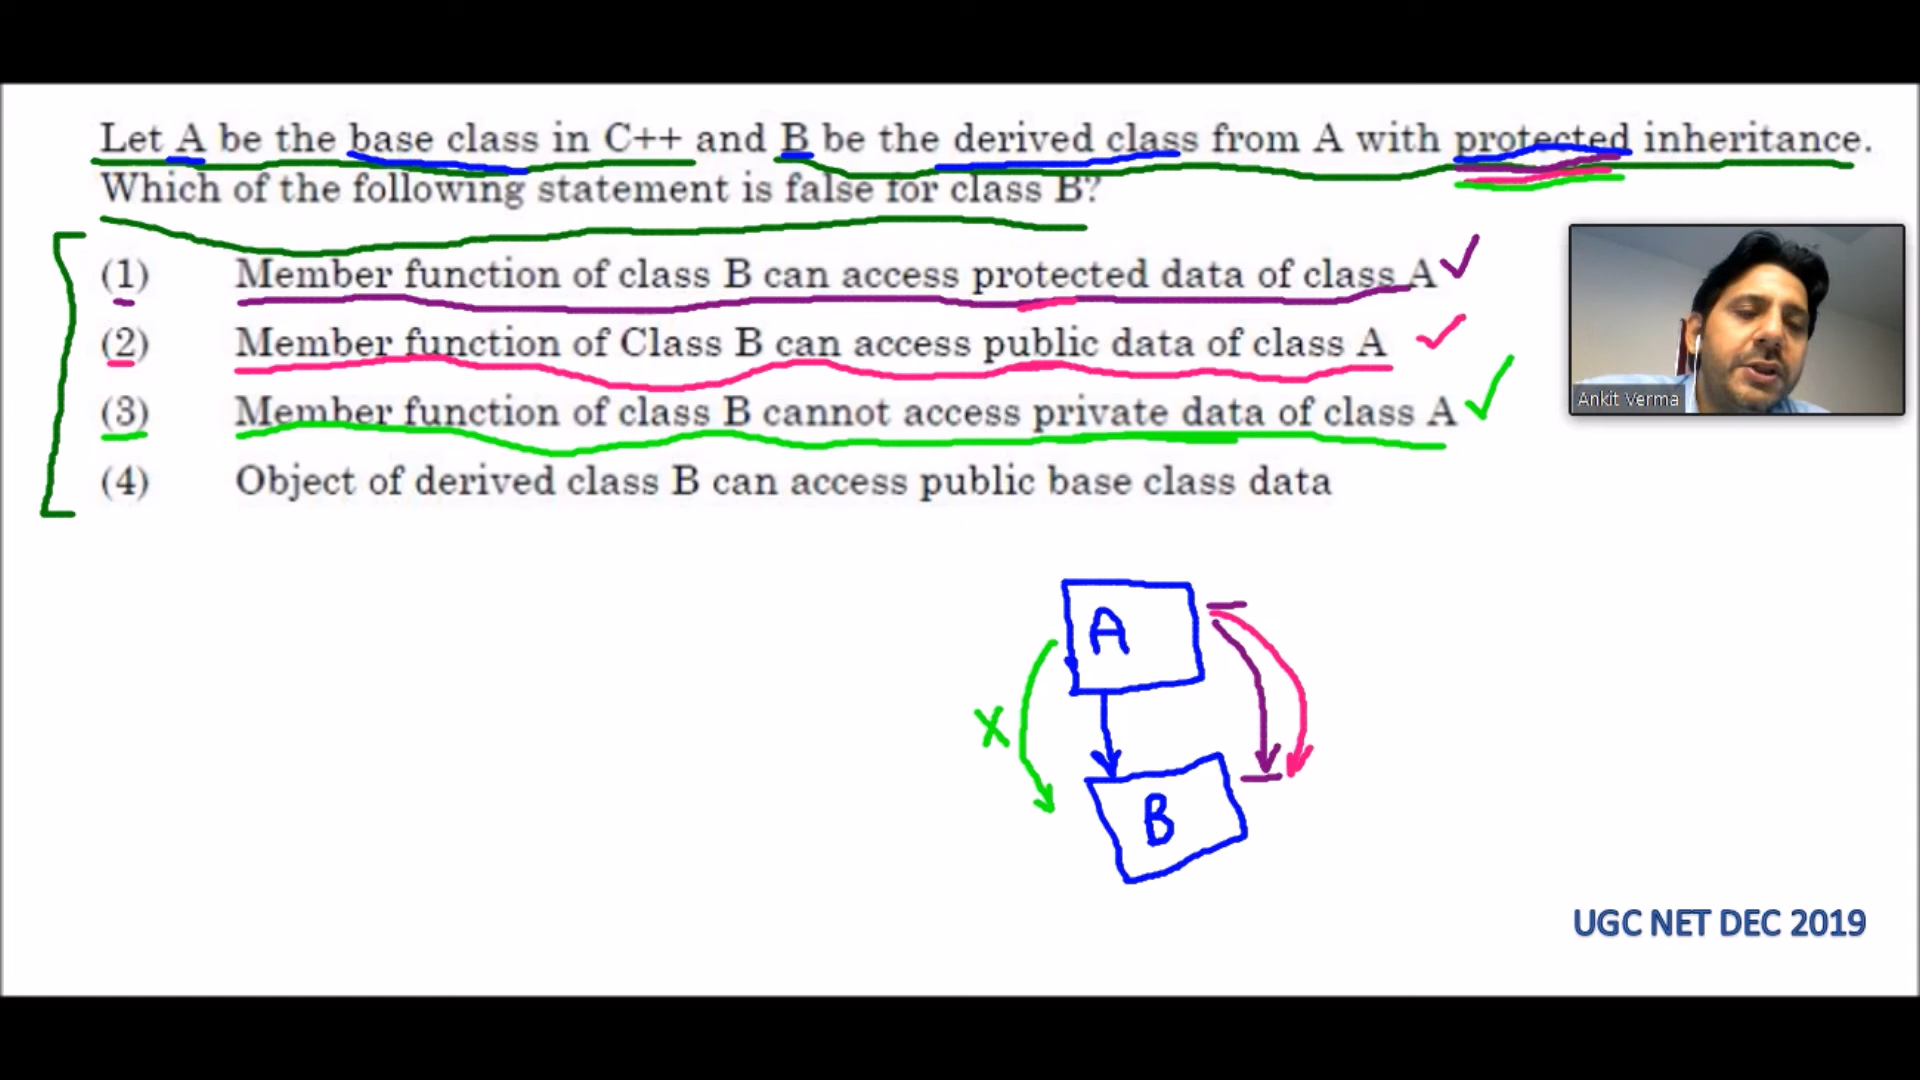 Let A be the base class in C++ and B be the derived class from A with protected inheritance.
Which of the following statement is false for class B?
(1) Member function of class B can access protected data of class A
(2) Member function of Class B can access public data of class A
(3) Member function of class B cannot access private data of class A
(4) Object of derived class B can access public base class data
Ankit Verma
A
X
B
UGC NET DEC 2019